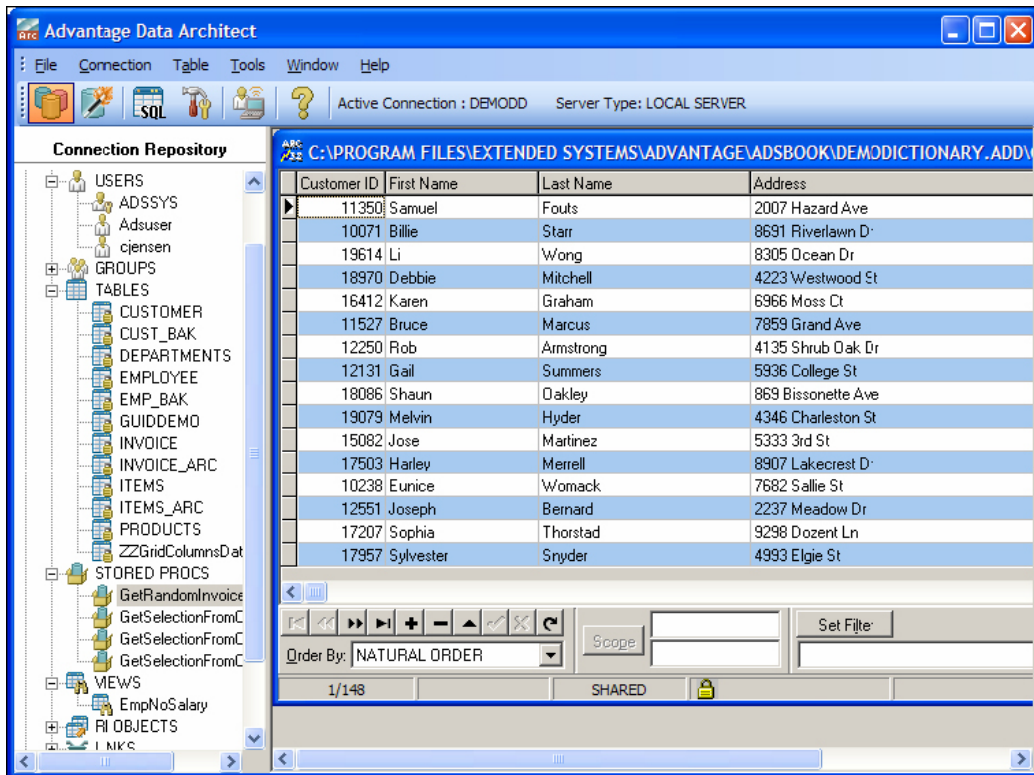 Arc Advantage Data Architect
File Connection Table Tools Window Help
SQL Active Connection : DEMODD Server Type: LOCAL SERVER
Connection Repository
USERS
ADSSYS
Adsuser
cjensen
GROUPS
TABLES
CUSTOMER
CUST_BAK
DEPARTMENTS
EMPLOYEE
EMP_BAK
GUIDDEMO
INVOICE
INVOICE_ARC
ITEMS
ITEMS_ARC
PRODUCTS
ZZGridColumnsDat
STORED PROCS
GetRandomInvoice
GetSelectionFromC
GetSelectionFromC
GetSelectionFromC
VIEWS
EmpNoSalary
RI OBJECTS
ARC 32 C:\PROGRAM FILES\EXTENDED SYSTEMS\ADVANTAGE\ADSBOOK\DEMODICTIONARY.ADD\
Customer ID First Name Last Name Address
11350 Samuel Fouts 2007 Hazard Ave
10071 Billie Starr 8691 Riverlawn D
19614 Li Wong 8305 Ocean Dr
18970 Debbie Mitchell 4223 Westwood St
16412 Karen Graham 6966 Moss Ct
11527 Bruce Marcus 7859 Grand Ave
12250 Rob Armstrong 4135 Shrub Oak Dr
12131 Gail Summers 5936 College St
18086 Shaun Oakley 869 Bissonette Ave
19079 Melvin Hyder 4346 Charleston St
15082 Jose Martinez 5333 3rd St
17503 Harley Merrell 8907 Lakecrest D
10238 Eunice Womack 7682 Sallie St
12551 Joseph Bernard 2237 Meadow Dr
17207 Sophia Thorstad 9298 Dozent Ln
17957 Sylvester Snyder 4993 Elgie St
Scope Set Filter
Order By: NATURAL ORDER
1/148 SHARED